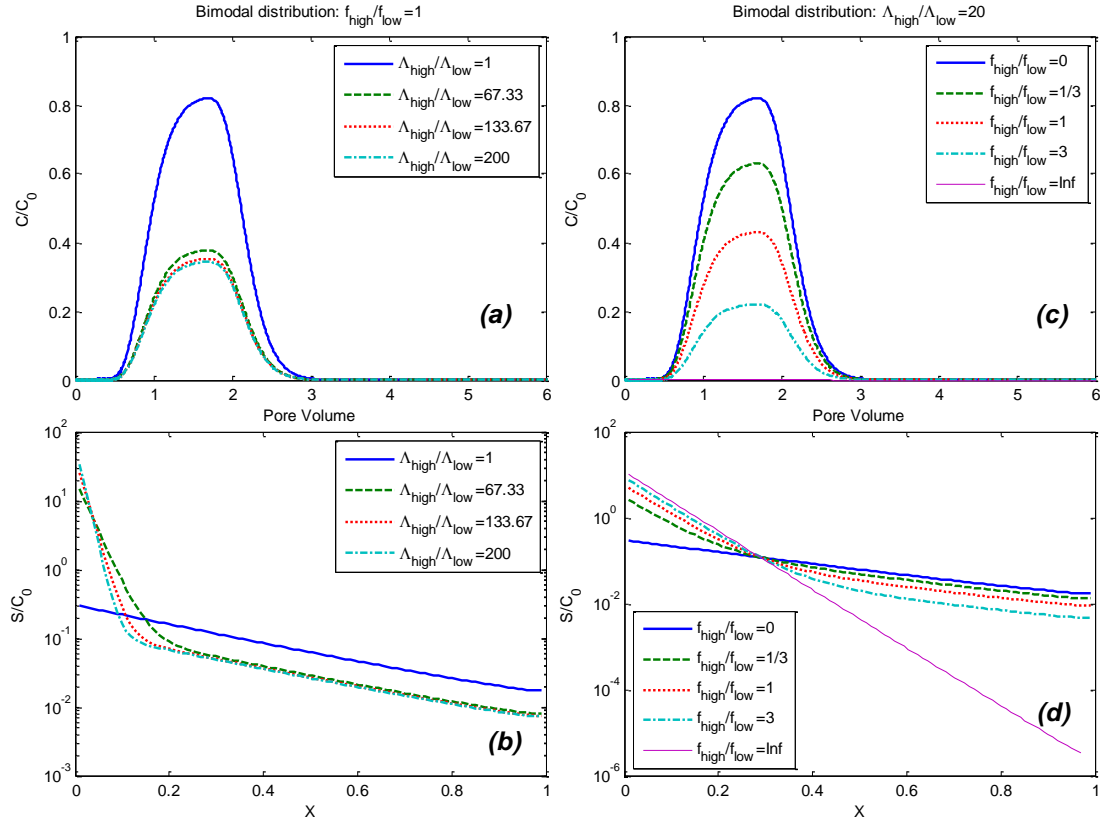 Bimodal distribution: f_high/f_low=1
1
0.8
0.6
0.4
0.2
0
C/C_0
Λ_high/Λ_low=1
Λ_high/Λ_low=67.33
Λ_high/Λ_low=133.67
Λ_high/Λ_low=200
(a)
0 1 2 3 4 5 6
Pore Volume
Bimodal distribution: Λ_high/Λ_low=20
1
0.8
0.6
0.4
0.2
0
C/C_0
f_high/f_low=0
f_high/f_low=1/3
f_high/f_low=1
f_high/f_low=3
f_high/f_low=Inf
(c)
0 1 2 3 4 5 6
Pore Volume
10^2
10^1
10^0
10^-1
10^-2
10^-3
S/C_0
Λ_high/Λ_low=1
Λ_high/Λ_low=67.33
Λ_high/Λ_low=133.67
Λ_high/Λ_low=200
(b)
0 0.2 0.4 0.6 0.8 1
X
10^2
10^0
10^-2
10^-4
10^-6
S/C_0
f_high/f_low=0
f_high/f_low=1/3
f_high/f_low=1
f_high/f_low=3
f_high/f_low=Inf
(d)
0 0.2 0.4 0.6 0.8 1
X